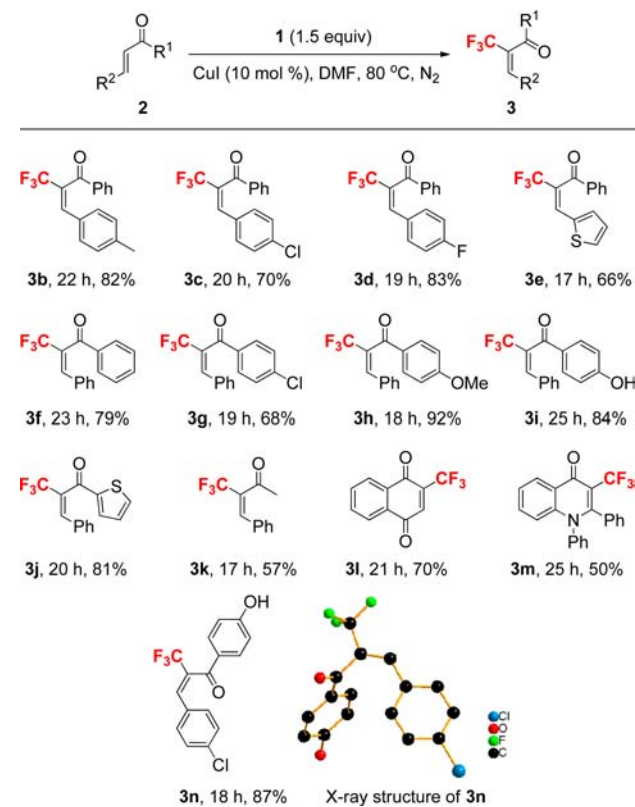 O
R¹
R²
2
1 (1.5 equiv)
CuI (10 mol %), DMF, 80 °C, N₂
R¹
F₃C
O
R²
3
O
F₃C Ph
3b, 22 h, 82%
O
F₃C Ph
Cl
3c, 20 h, 70%
O
F₃C Ph
F
3d, 19 h, 83%
O
F₃C Ph
S
3e, 17 h, 66%
O
F₃C
Ph
3f, 23 h, 79%
O
F₃C
Ph Cl
3g, 19 h, 68%
O
F₃C
Ph OMe
3h, 18 h, 92%
O
F₃C
Ph OH
3i, 25 h, 84%
O S
F₃C
Ph
3j, 20 h, 81%
O
F₃C
Ph
3k, 17 h, 57%
O
CF₃
O
3l, 21 h, 70%
O
CF₃
N Ph
Ph
3m, 25 h, 50%
OH
F₃C
O
Cl
3n, 18 h, 87%
Cl
O
F
C
X-ray structure of 3n